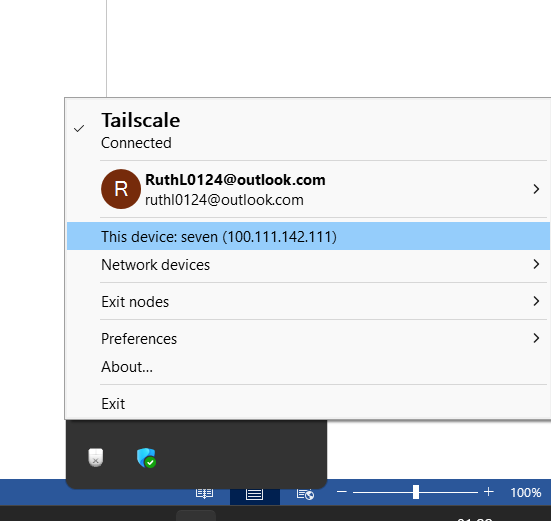 Tailscale
Connected
R
RuthL0124@outlook.com
ruthl0124@outlook.com
This device: seven (100.111.142.111)
Network devices
Exit nodes
Preferences
About...
Exit
100%